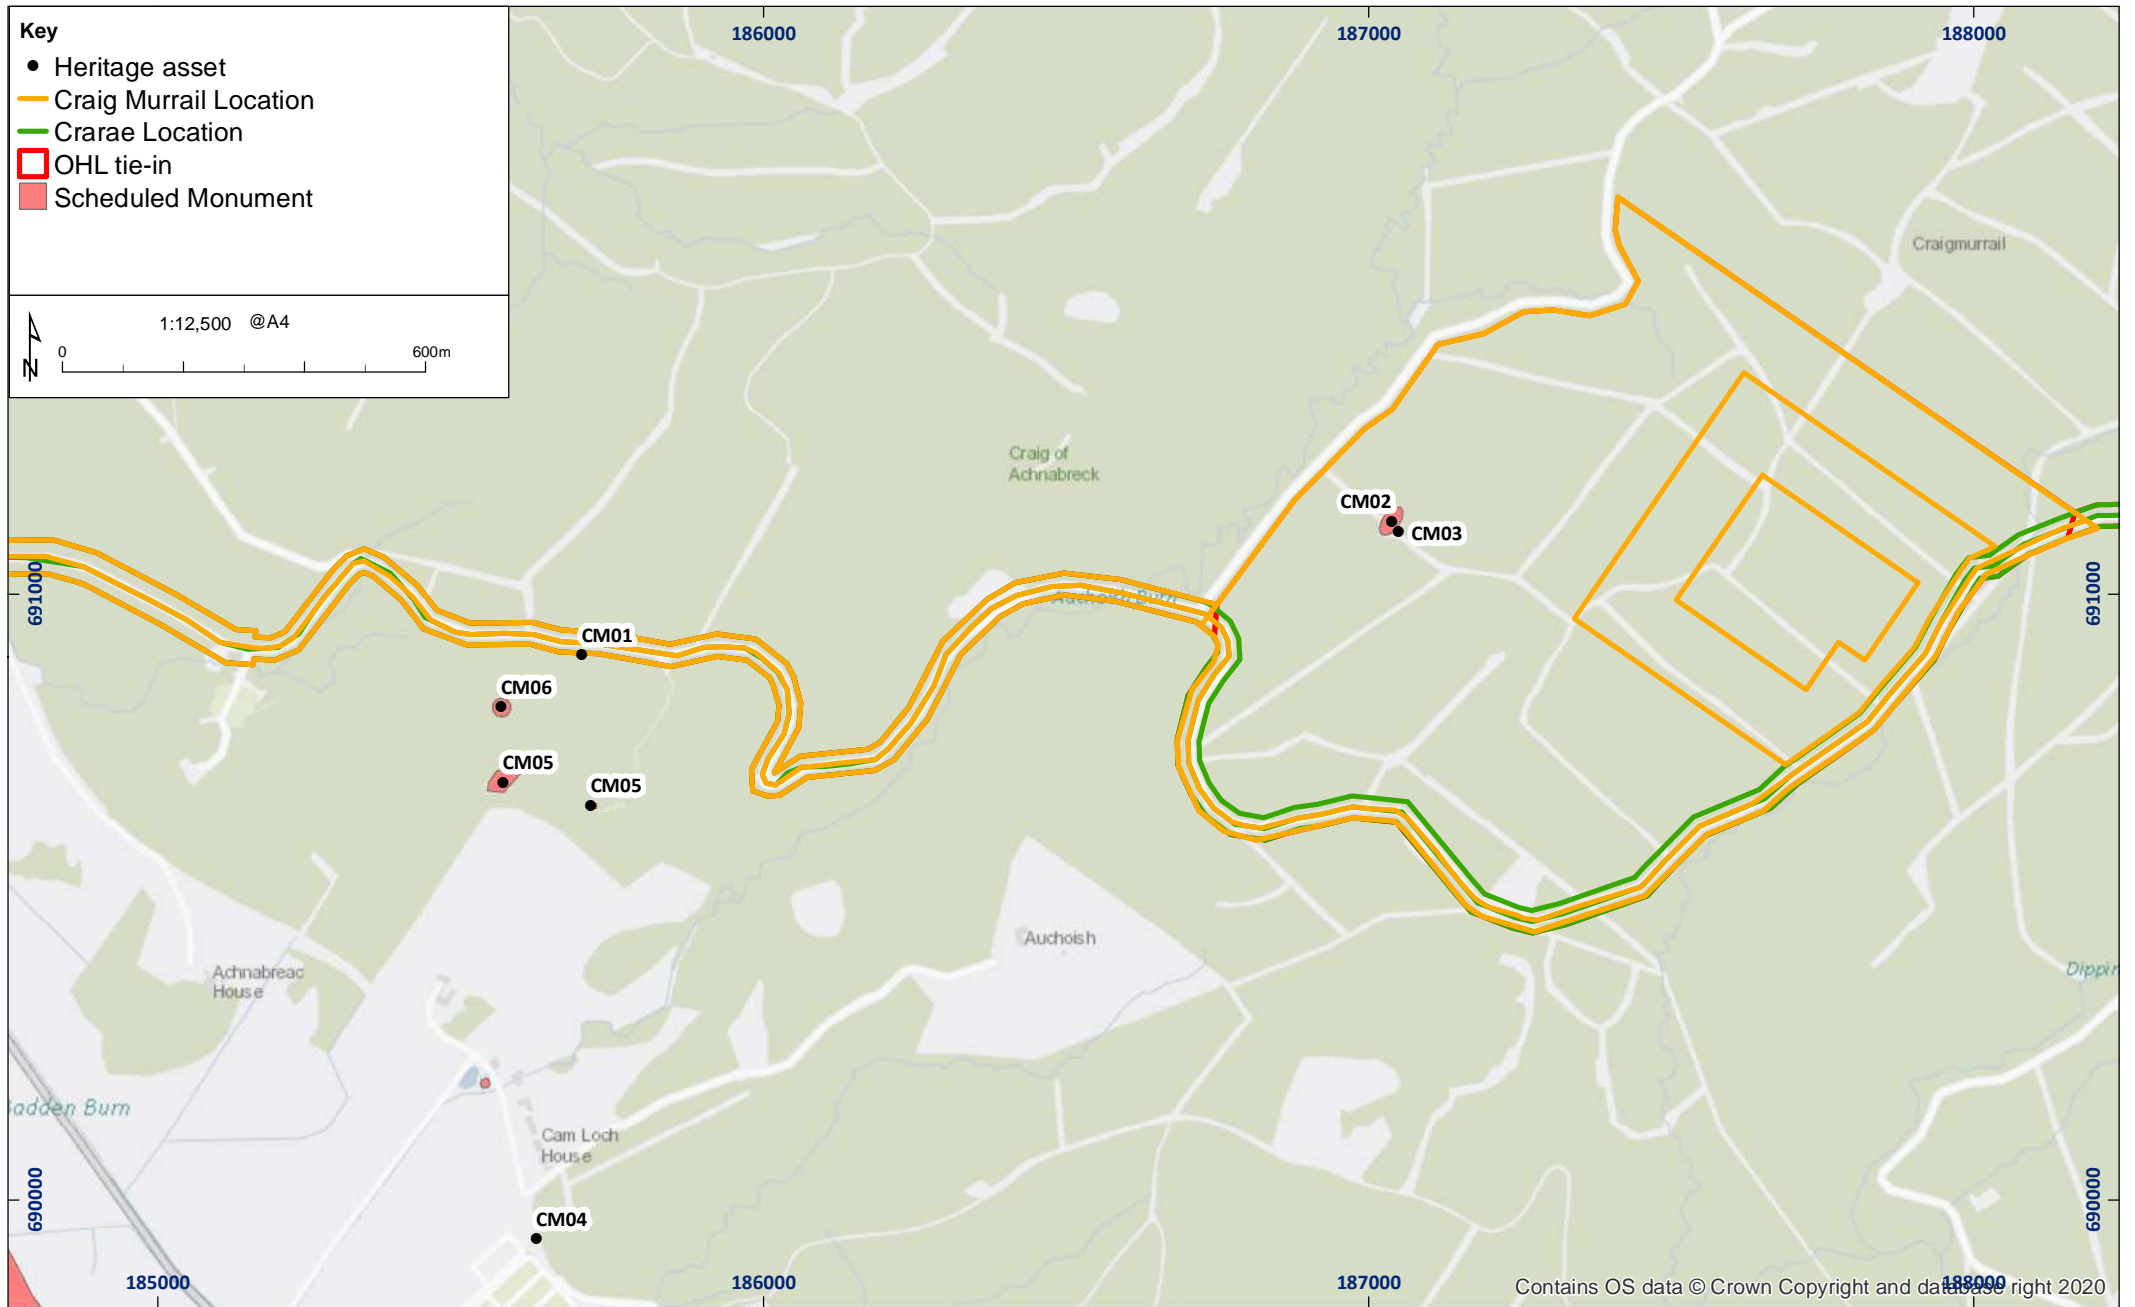 Key
Heritage asset
Craig Murrail Location
Crarae Location
OHL tie-in
Scheduled Monument
1:12,500 @A4
0 600m
N
186000 187000 188000
Craigmurrail
Craig of
Achnabreck
CM02
CM03
691000 691000
Auchoish Burn
CM01
CM06
CM05
CM05
Auchoish
Achnabreac
House
Dippin
Badden Burn
Cam Loch
House
690000 690000
CM04
185000 186000 187000 188000
Contains OS data © Crown Copyright and database right 2020